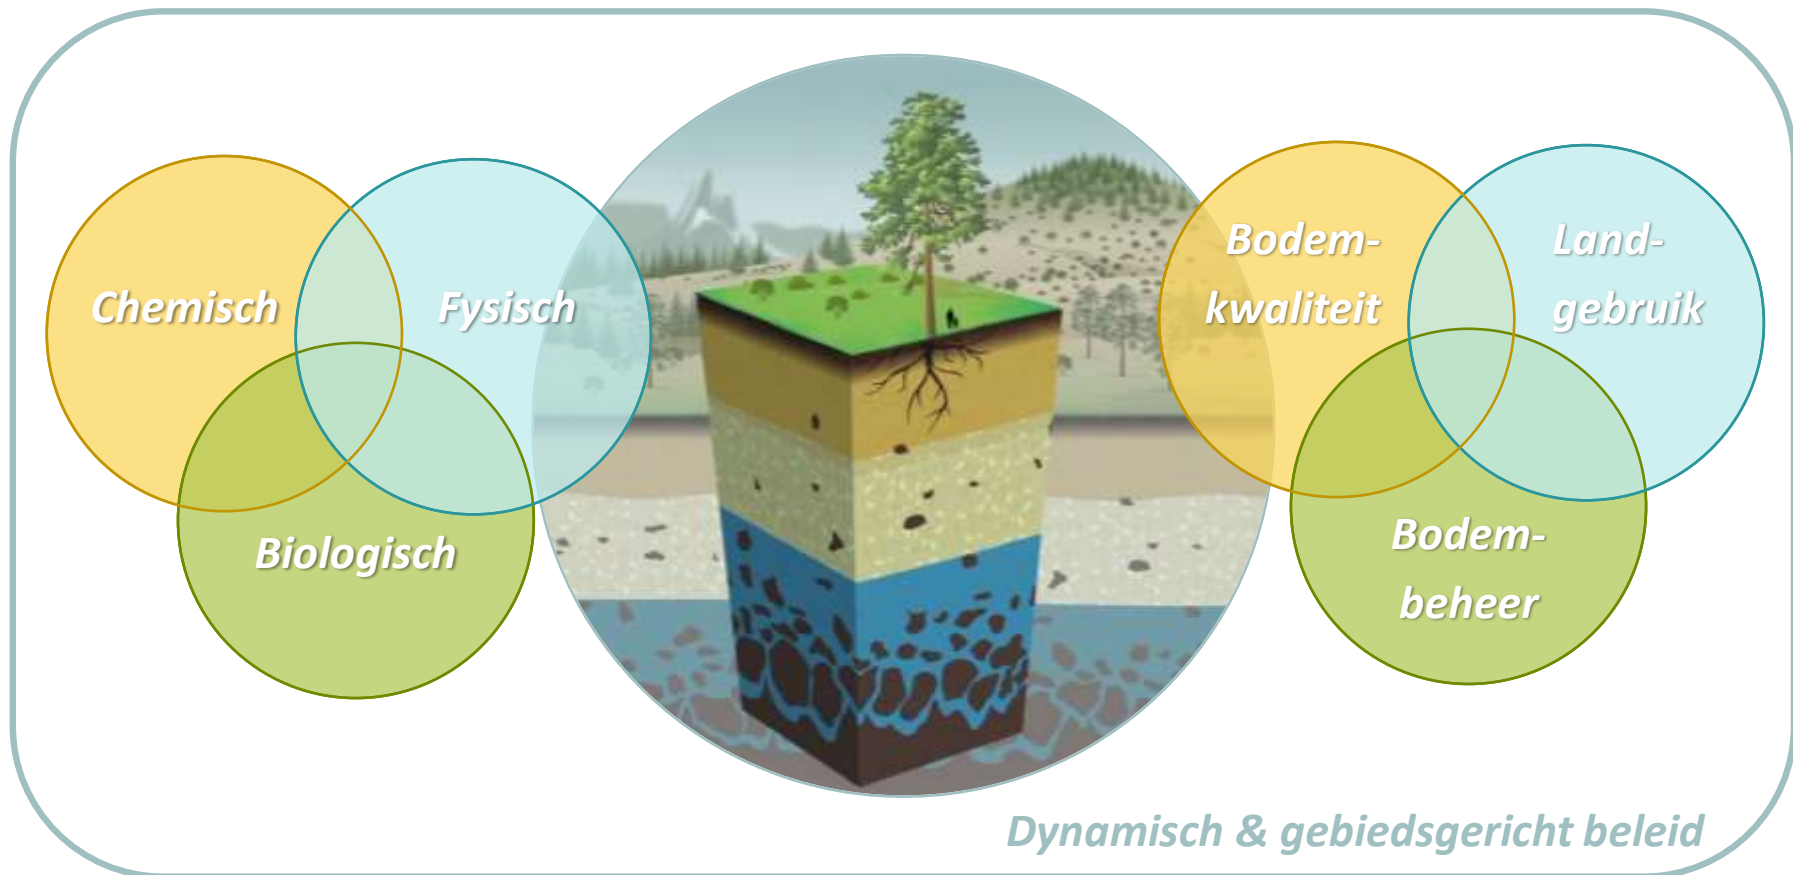 Chemisch
Fysisch
Biologisch
Bodem-
kwaliteit
Land-
gebruik
Bodem-
beheer
Dynamisch & gebiedsgericht beleid